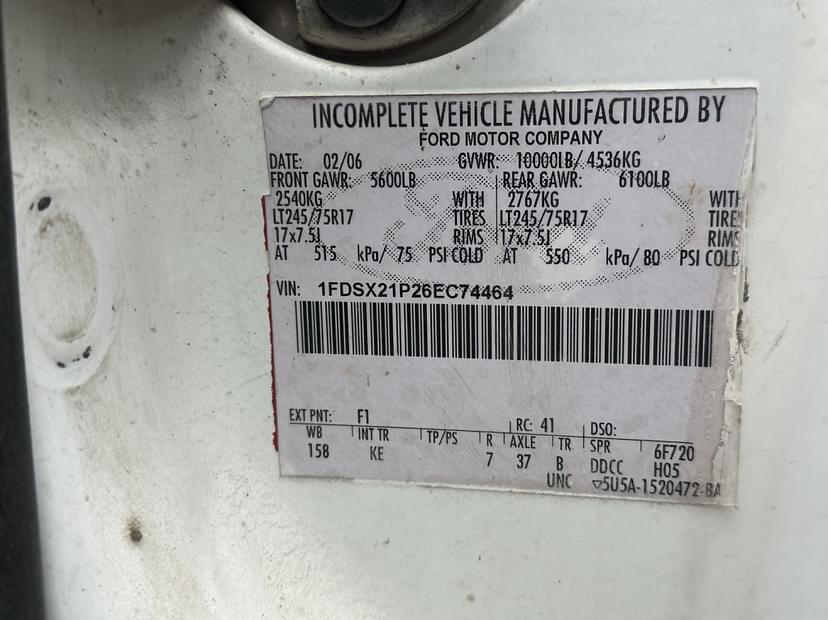 INCOMPLETE VEHICLE MANUFACTURED BY
FORD MOTOR COMPANY
DATE: 02/06 GVWR: 10000LB/ 4536KG
FRONT GAWR: 5600LB REAR GAWR: 6100LB
2540KG WITH 2767KG WITH
LT245/75R17 TIRES LT245/75R17 TIRE
17x7.5J RIMS 17x7.5J RIMS
AT 515 kPa/ 75 PSI COLD AT 550 kPa/ 80 PSI COLD
VIN: 1FDSX21P26EC74464
EXT PNT: F1 RC: 41 DSO:
WB INT TR TP/PS R AXLE TR SPR 6F720
158 KE 7 37 B DDCC H05
UNC ▽5U5A-1520472-BA